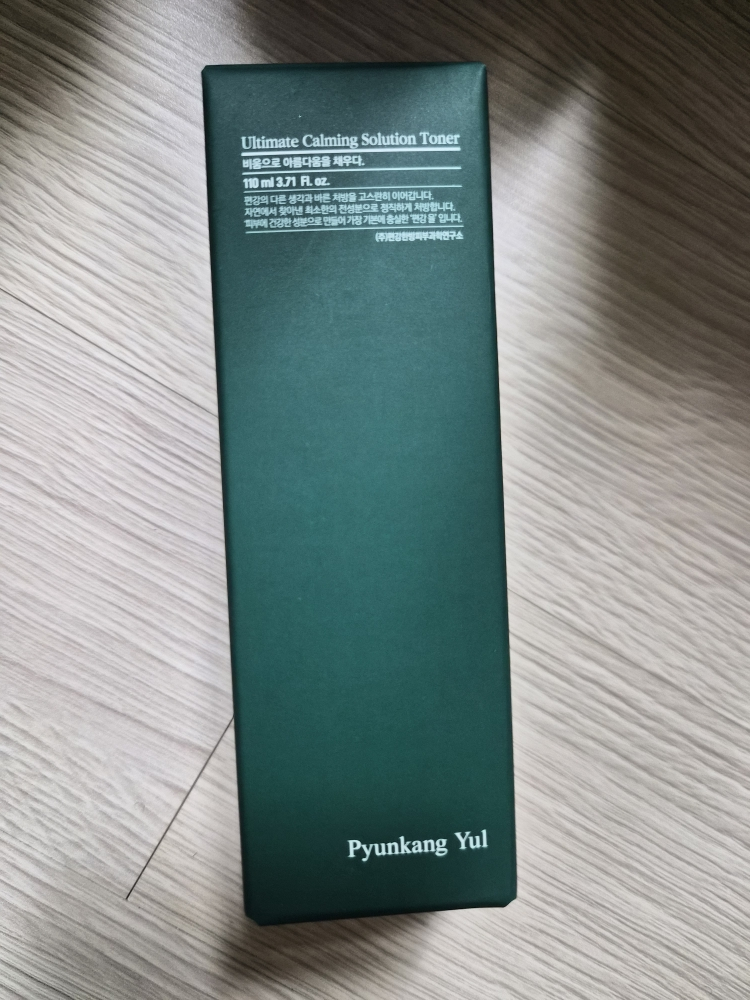 Ultimate Calming Solution Toner
비움으로 아름다움을 채우다.
110 ml 3.71 Fl. oz.
편강의 다른 생각과 바른 처방을 고스란히 이어갑니다.
자연에서 찾아낸 최소한의 전성분으로 정직하게 처방합니다.
'피부에 건강한 성분으로 만들어 가장 기본에 충실한' '편강 율' 입니다.
(주)편강한방피부과학연구소
Pyunkang Yul